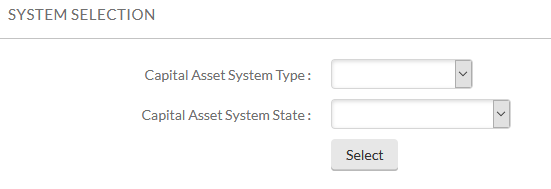 SYSTEM SELECTION
Capital Asset System Type :
Capital Asset System State :
Select